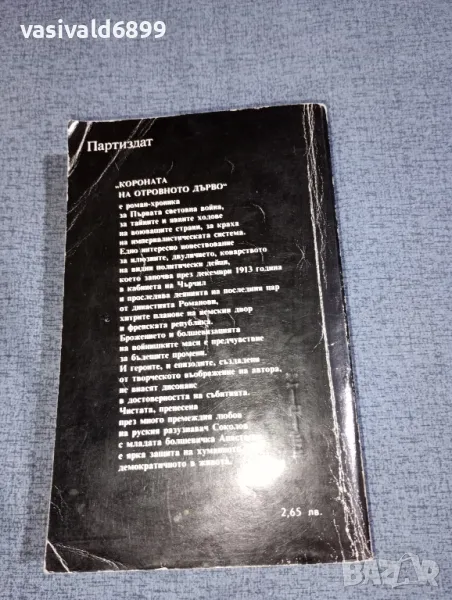 vasivald6899
Партиздат
„КОРОНАТА
НА ОТРОВНОТО ДЪРВО“
е роман-хроника
за Първата световна война,
за тайните и явните ходове
на воюващите страни, за краха
на империалистическата система.
Едно интересно повествование
за илюзиите, двуличието, коварството
на видни политически дейци,
което започва през декември 1913 година
в кабинета на Чърчил
и проследява деянията на последния цар
от династията Романови,
хитрите планове на немския двор
и френската република.
Брожението и болшевизацията
на войнишките маси е предчувствие
за бъдещите промени.
И героите, и епизодите, създадени
от творческото въображение на автора,
не внасят дисонанс
в достоверността на събитията.
Чистата, пренесена
през много премеждия любов
на руския разузнавач Соколов
с младата болшевичка
е ярка защита на
демократичното в живота.
2,65 лв.
BAZAR